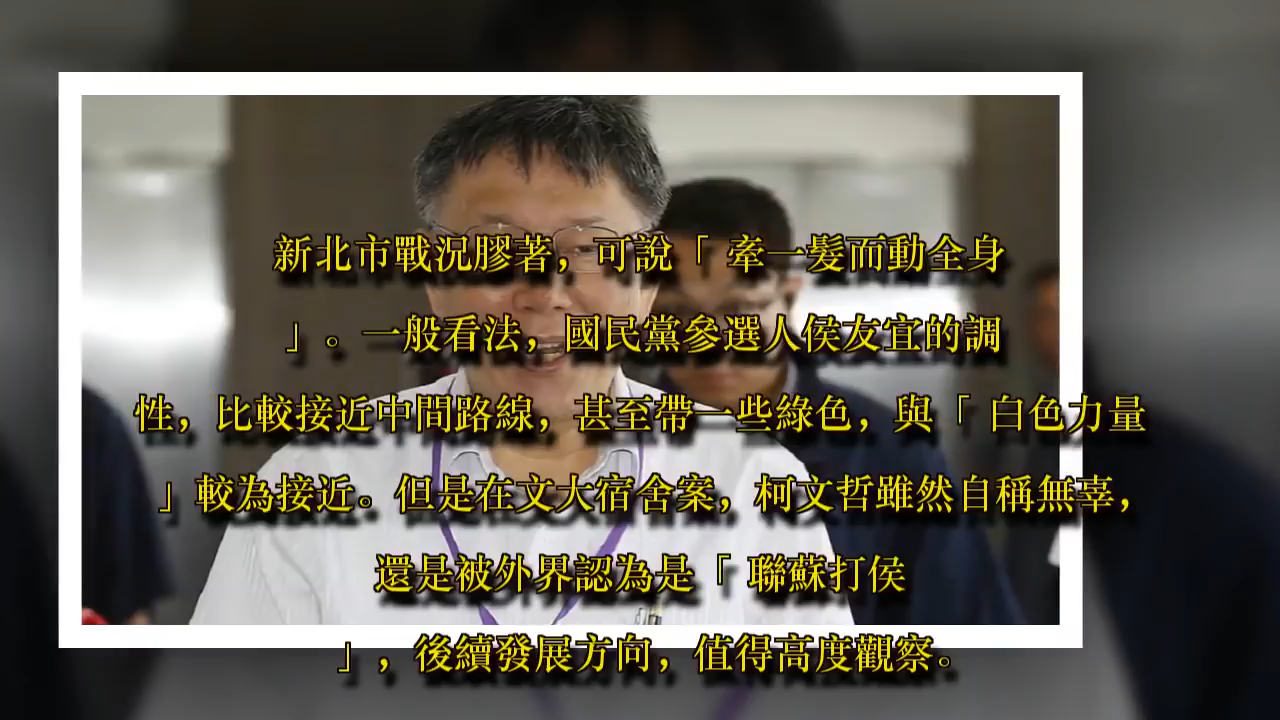 新北市戰況膠著，可說「 牽一髮而動全身
」。一般看法，國民黨參選人侯友宜的調
性，比較接近中間路線，甚至帶一些綠色，與「 白色力量
」較為接近。但是在文大宿舍案，柯文哲雖然自稱無辜，
還是被外界認為是「 聯蘇打侯
」，後續發展方向，值得高度觀察。